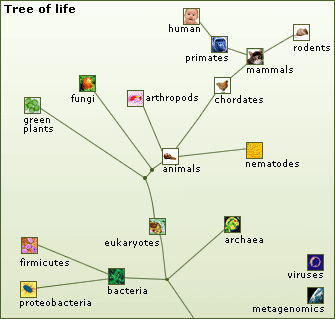 Tree of life
human
rodents
primates
mammals
fungi
arthropods
chordates
green
plants
animals
nematodes
eukaryotes
archaea
firmicutes
viruses
bacteria
proteobacteria
metagenomics